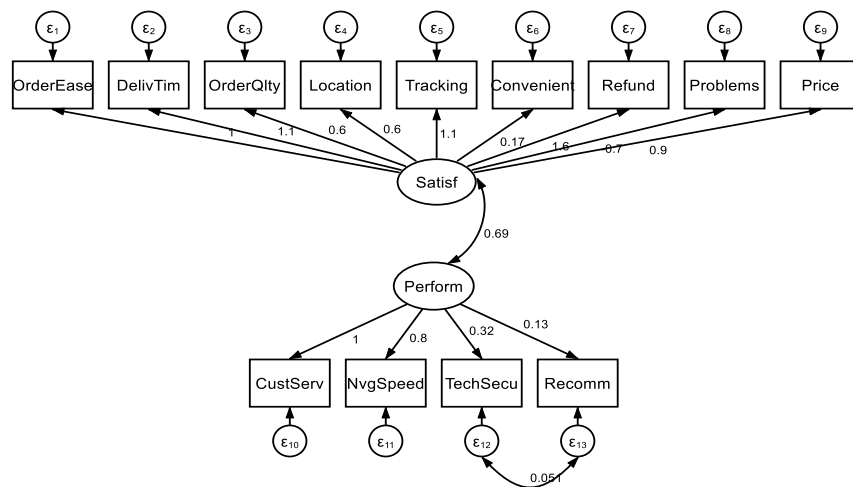 ε₁ ε₂ ε₃ ε₄ ε₅ ε₆ ε₇ ε₈ ε₉
OrderEase DelivTim OrderQlty Location Tracking Convenient Refund Problems Price
1 1.1 0.6 0.6 1.1 0.17 1.6 0.7 0.9
Satisf
0.69
Perform
1 0.8 0.32 0.13
CustServ NvgSpeed TechSecu Recomm
ε₁₀ ε₁₁ ε₁₂ ε₁₃
0.051